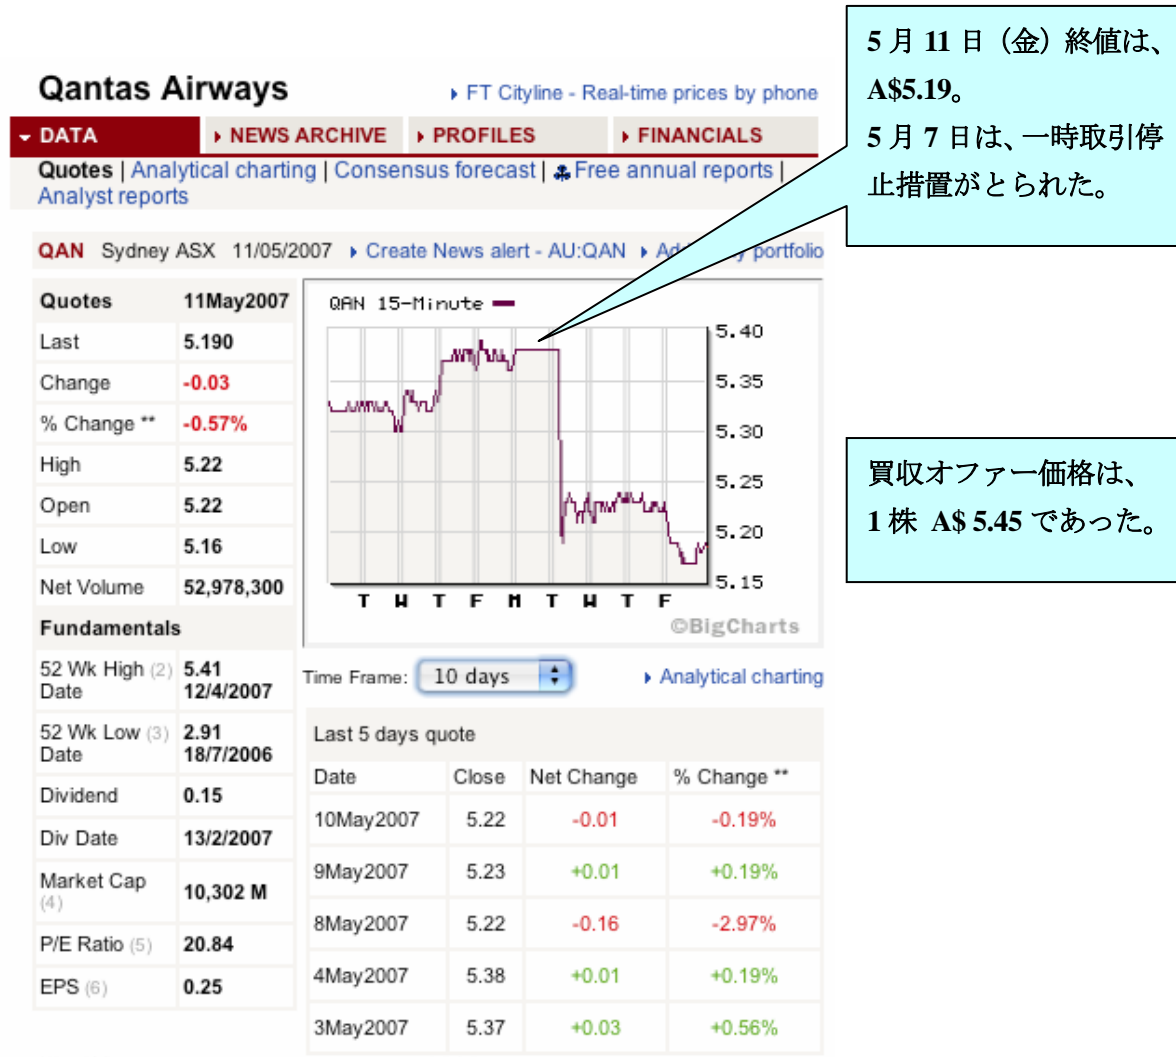 5 月 11 日（金）終値は、
A$5.19。
5 月 7 日は、一時取引停
止措置がとられた。
Qantas Airways
FT Cityline - Real-time prices by phone
DATA NEWS ARCHIVE PROFILES FINANCIALS
Quotes | Analytical charting | Consensus forecast | Free annual reports |
Analyst reports
QAN Sydney ASX 11/05/2007 Create News alert - AU:QAN portfolio
Quotes 11May2007
Last 5.190
Change -0.03
% Change ** -0.57%
High 5.22
Open 5.22
Low 5.16
Net Volume 52,978,300
Fundamentals
52 Wk High (2) 5.41
Date 12/4/2007
52 Wk Low (3) 2.91
Date 18/7/2006
Dividend 0.15
Div Date 13/2/2007
Market Cap
(4) 10,302 M
P/E Ratio (5) 20.84
EPS (6) 0.25
QAN 15-Minute
5.40
5.35
5.30
5.25
5.20
5.15
T W T F M T W T F
©BigCharts
Time Frame: 10 days Analytical charting
Last 5 days quote
Date Close Net Change % Change **
10May2007 5.22 -0.01 -0.19%
9May2007 5.23 +0.01 +0.19%
8May2007 5.22 -0.16 -2.97%
4May2007 5.38 +0.01 +0.19%
3May2007 5.37 +0.03 +0.56%
買収オファー価格は、
1 株 A$ 5.45 であった。